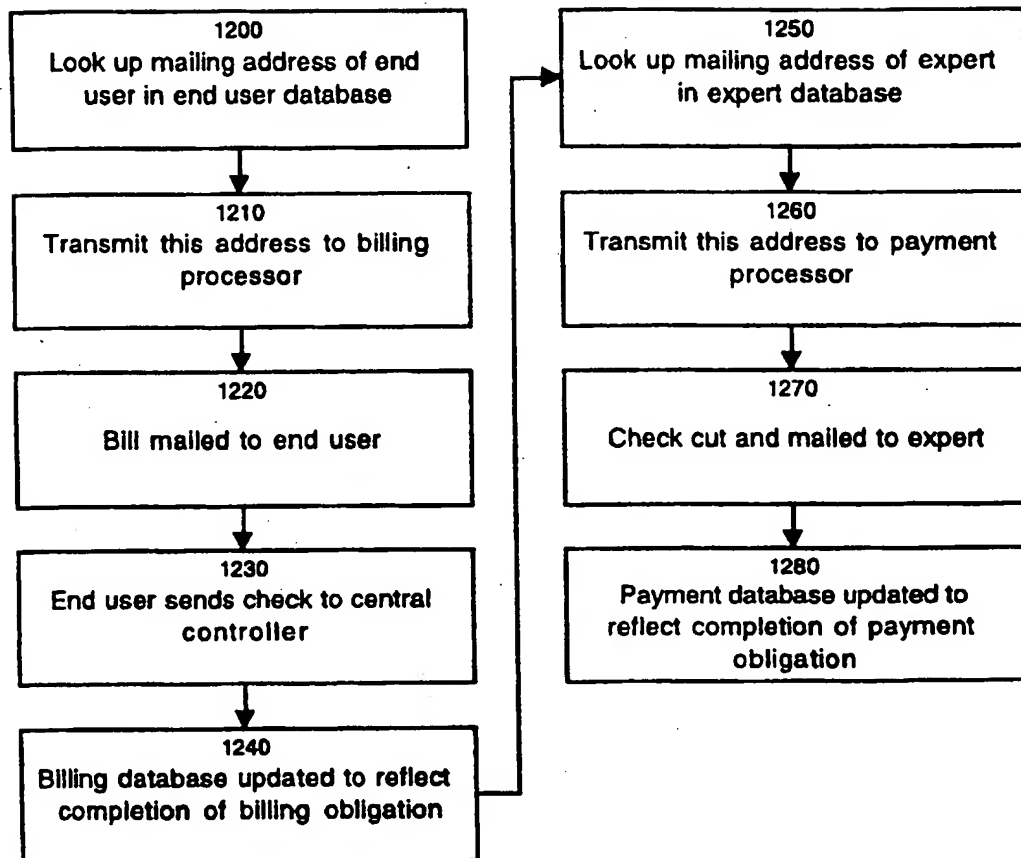 1200
Look up mailing address of end
user in end user database
1210
Transmit this address to billing
processor
1220
Bill mailed to end user
1230
End user sends check to central
controller
1240
Billing database updated to reflect
completion of billing obligation
1250
Look up mailing address of expert
in expert database
1260
Transmit this address to payment
processor
1270
Check cut and mailed to expert
1280
Payment database updated to
reflect completion of payment
obligation